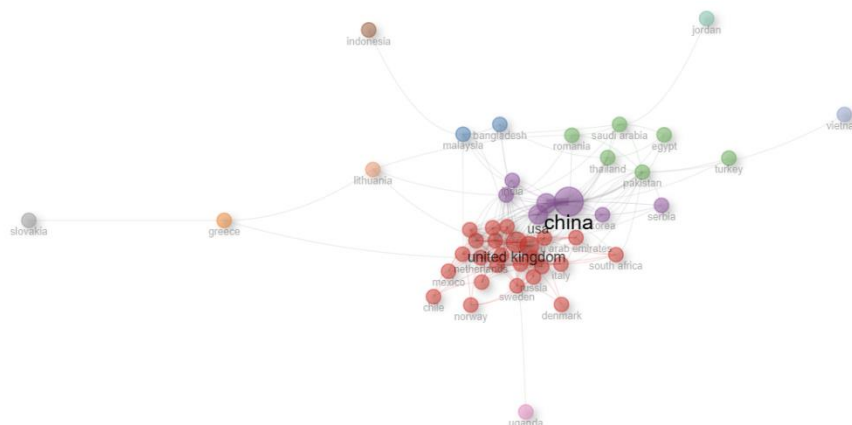 indonesia
jordan
bangladesh
malaysia
romania
saudi arabia
egypt
thailand
turkey
pakistan
lithuania
serbia
slovakia
greece
china
usa
korea
arab emirates
united kingdom
netherlands
italy
south africa
mexico
russia
sweden
chile
norway
denmark
uganda